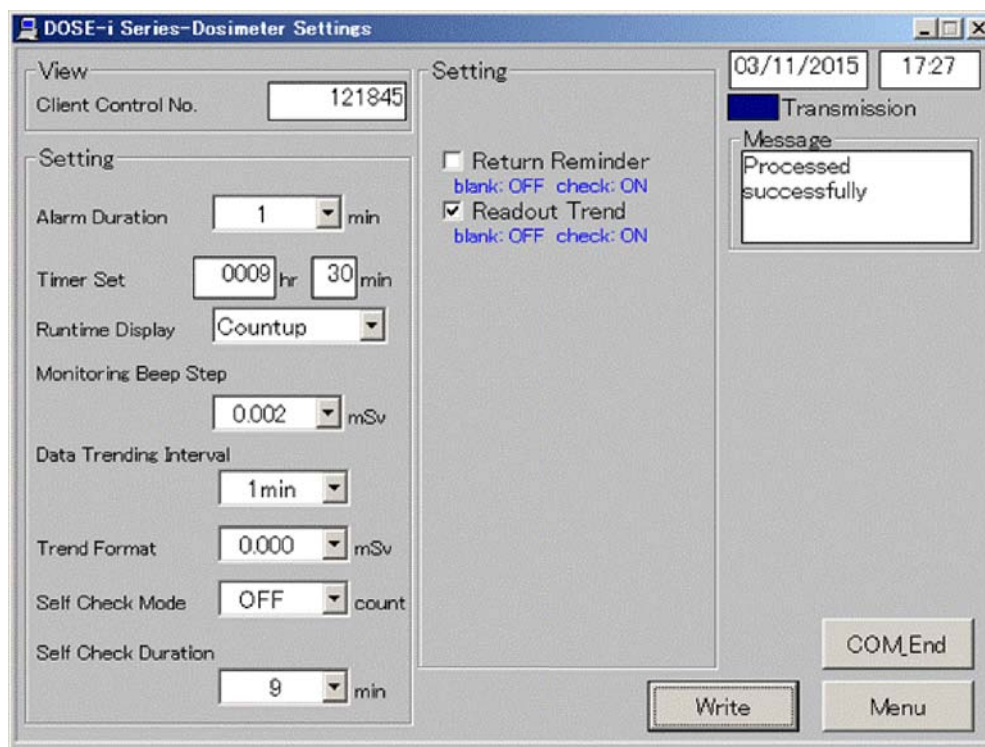 DOSE-i Series-Dosimeter Settings
View
Client Control No. 121845
Setting
Alarm Duration 1 min
Timer Set 0009 hr 30 min
Runtime Display Countup
Monitoring Beep Step
0.002 mSv
Data Trending Interval
1min
Trend Format 0.000 mSv
Self Check Mode OFF count
Self Check Duration
9 min
Setting
Return Reminder
blank: OFF check: ON
Readout Trend
blank: OFF check: ON
03/11/2015 17:27
Transmission
Message
Processed
successfully
COM_End
Write Menu